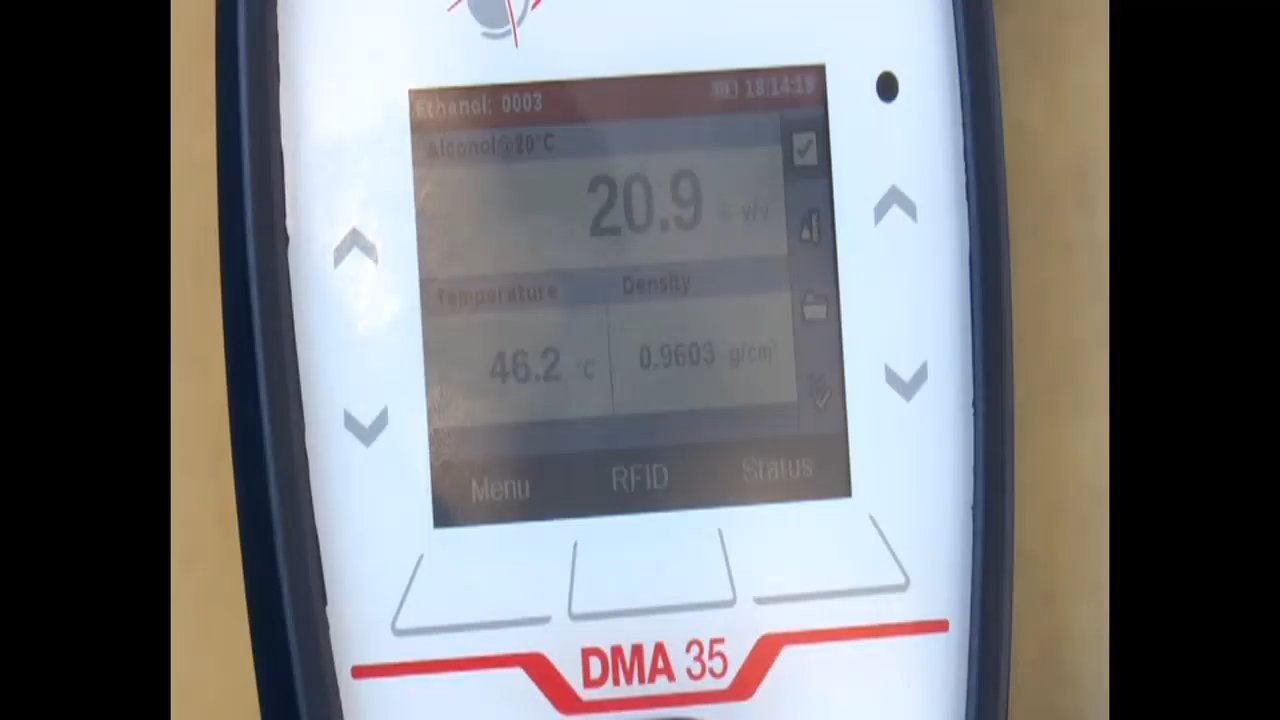 Ethanol: 0003 18:14:19
Alcohol@20°C
20.9 % v/v
Temperature Density
46.2 °C 0.9603 g/cm³
Menu RFID Status
DMA 35